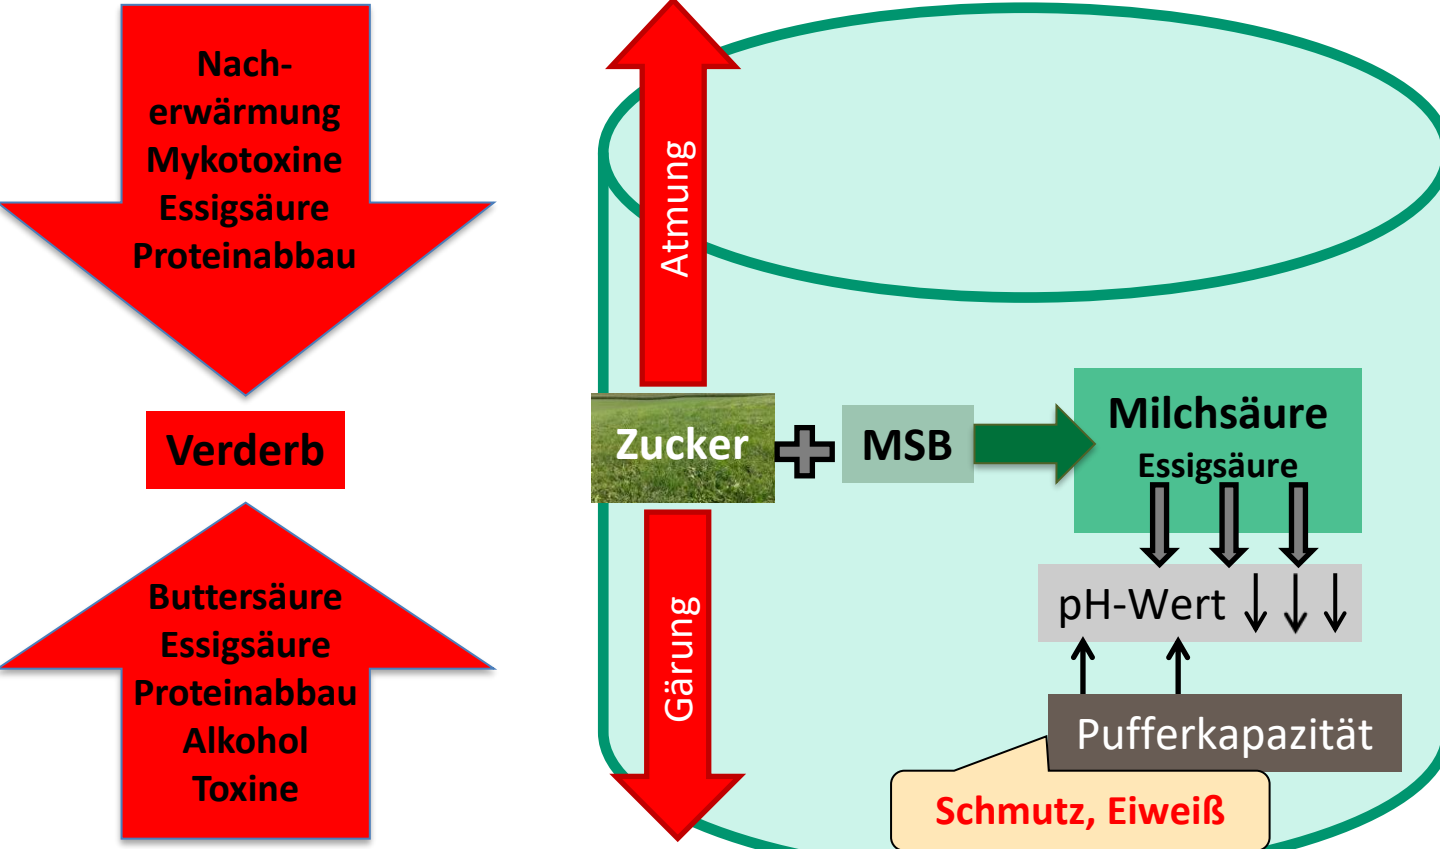 Nach-
erwärmung
Mykotoxine
Essigsäure
Proteinabbau
Verderb
Buttersäure
Essigsäure
Proteinabbau
Alkohol
Toxine
Atmung
Zucker
MSB
Milchsäure
Essigsäure
pH-Wert
Gärung
Pufferkapazität
Schmutz, Eiweiß